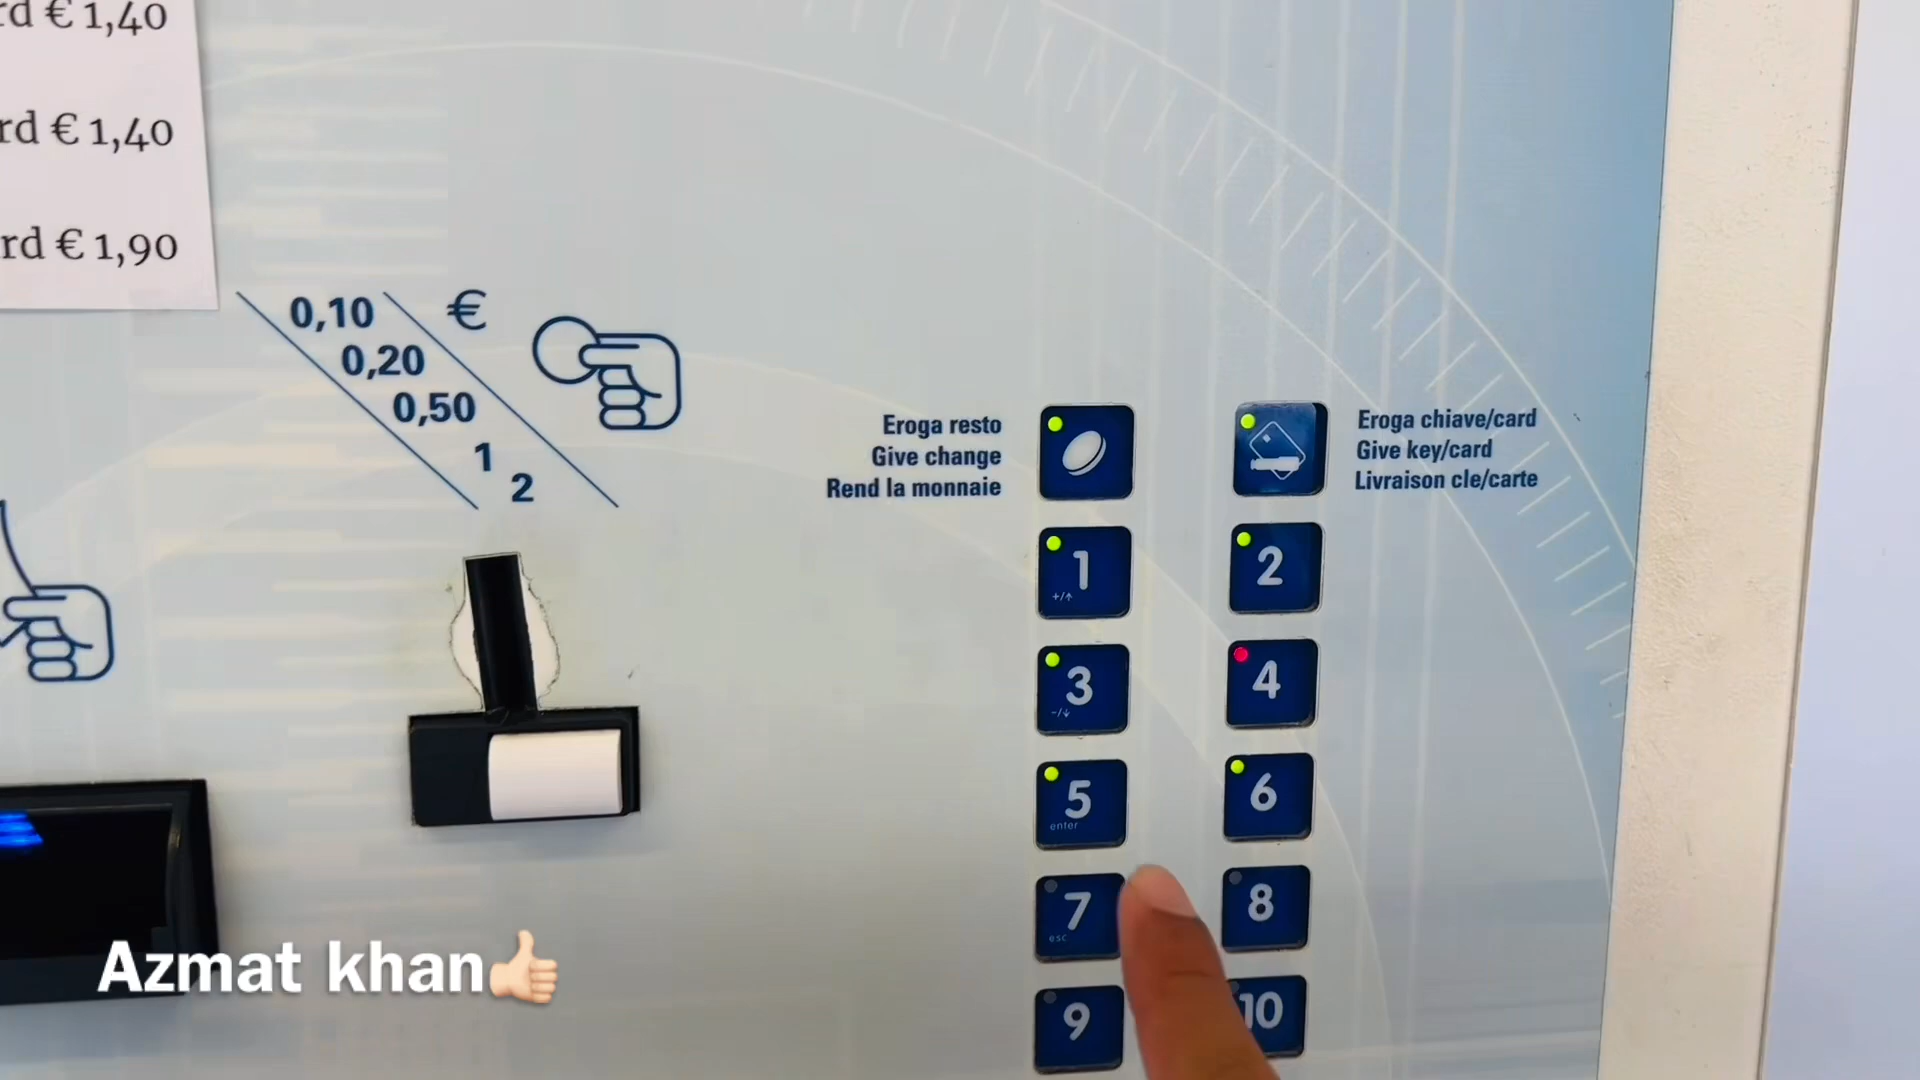 rd € 1,40
rd € 1,40
rd € 1,90
0,10 €
0,20
0,50
1
2
Eroga resto
Give change
Rend la monnaie
Eroga chiave/card
Give key/card
Livraison cle/carte
1
+/↑
2
3
-/↓
4
5
enter
6
7
esc
8
9
10
Azmat khan👍🏻